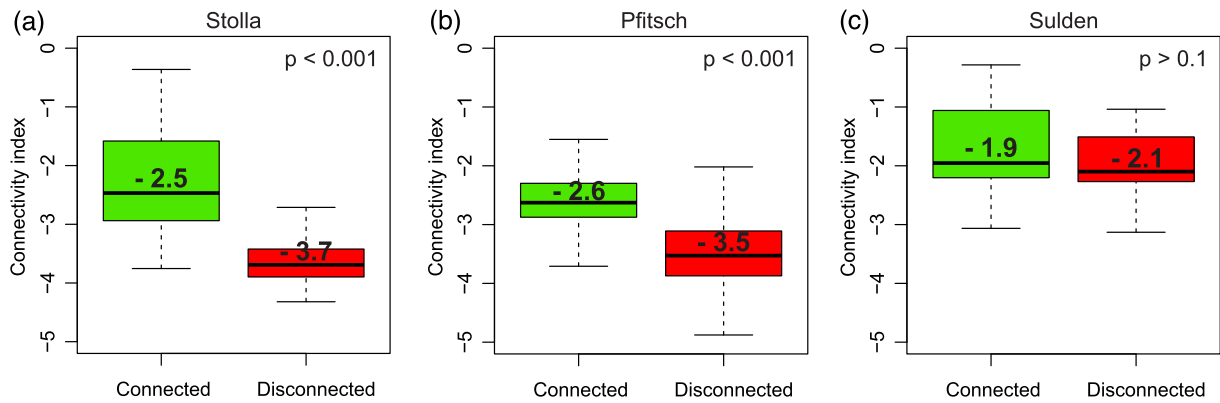 (a)
Stolla
p < 0.001
Connectivity index
0
−1
−2
−3
−4
−5
- 2.5
- 3.7
Connected
Disconnected
(b)
Pfitsch
p < 0.001
Connectivity index
0
−1
−2
−3
−4
−5
- 2.6
- 3.5
Connected
Disconnected
(c)
Sulden
p > 0.1
Connectivity index
0
−1
−2
−3
−4
−5
- 1.9
- 2.1
Connected
Disconnected